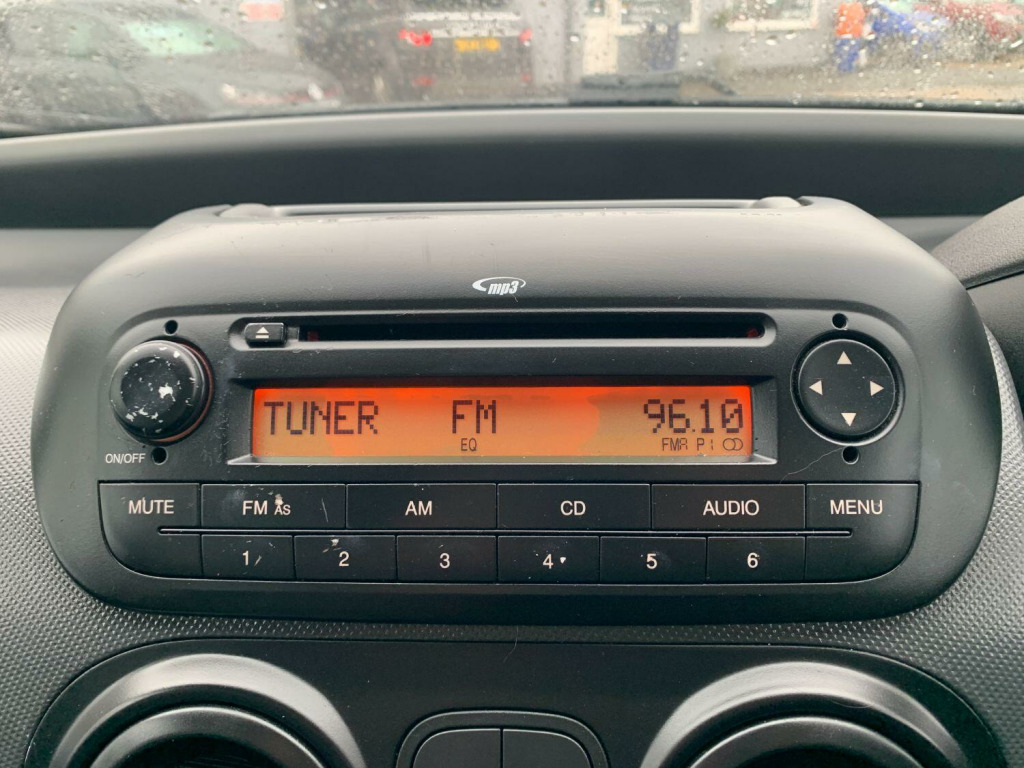 mp3
TUNER FM 96.10
EQ FMA P1
ON/OFF
MUTE FM AS AM CD AUDIO MENU
1 2 3 4 5 6